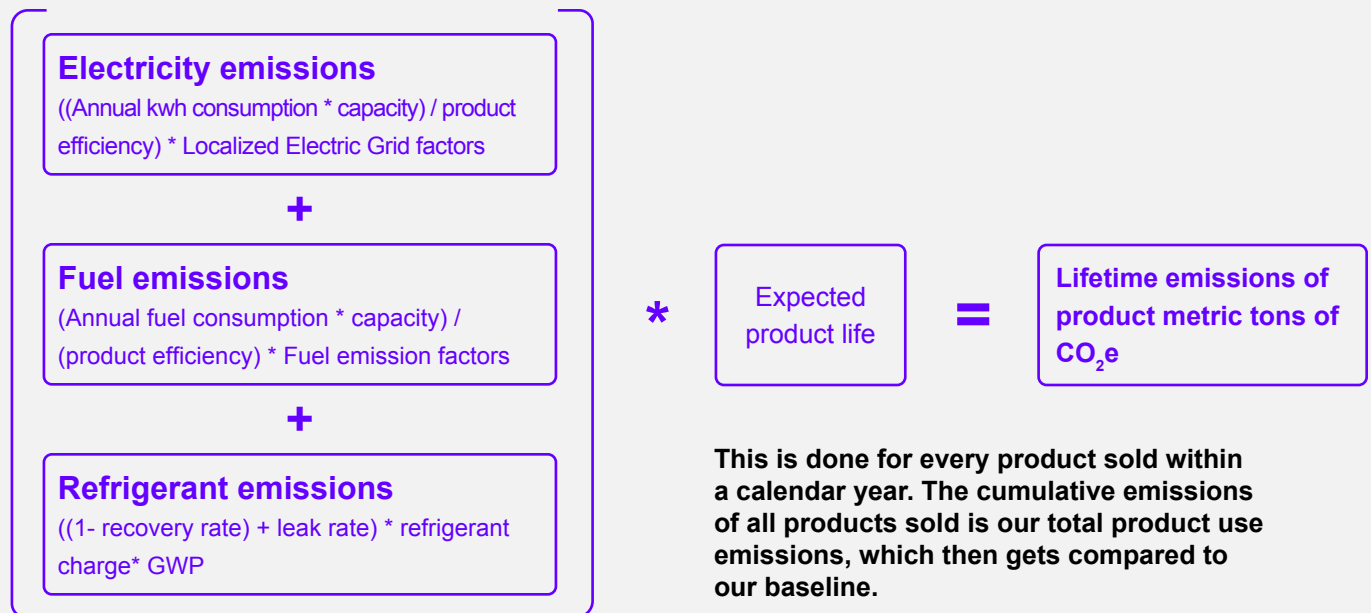 Electricity emissions
((Annual kwh consumption * capacity) / product
efficiency) * Localized Electric Grid factors
+
Fuel emissions
(Annual fuel consumption * capacity) /
(product efficiency) * Fuel emission factors
+
Refrigerant emissions
((1- recovery rate) + leak rate) * refrigerant
charge* GWP
*
Expected
product life
=
Lifetime emissions of
product metric tons of
CO₂e
This is done for every product sold within
a calendar year. The cumulative emissions
of all products sold is our total product use
emissions, which then gets compared to
our baseline.